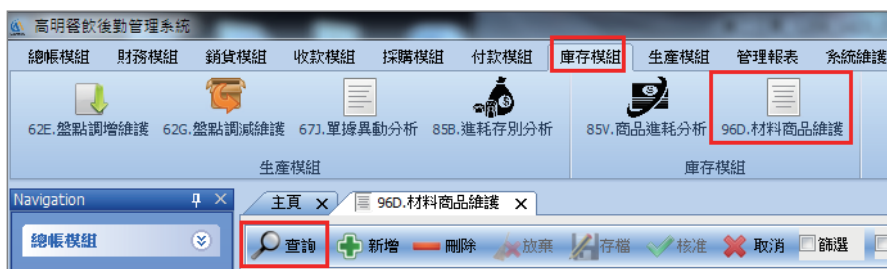 高明餐飲後勤管理系統
總帳模組 財務模組 銷貨模組 收款模組 採購模組 付款模組 庫存模組 生產模組 管理報表 系統維護
62E.盤點調增維護 62G.盤點調減維護 67J.單據異動分析 85B.進耗存別分析 85V.商品進耗分析 96D.材料商品維護
生產模組 庫存模組
Navigation 主頁 96D.材料商品維護
總帳模組 查詢 新增 刪除 放棄 存檔 核准 取消 篩選